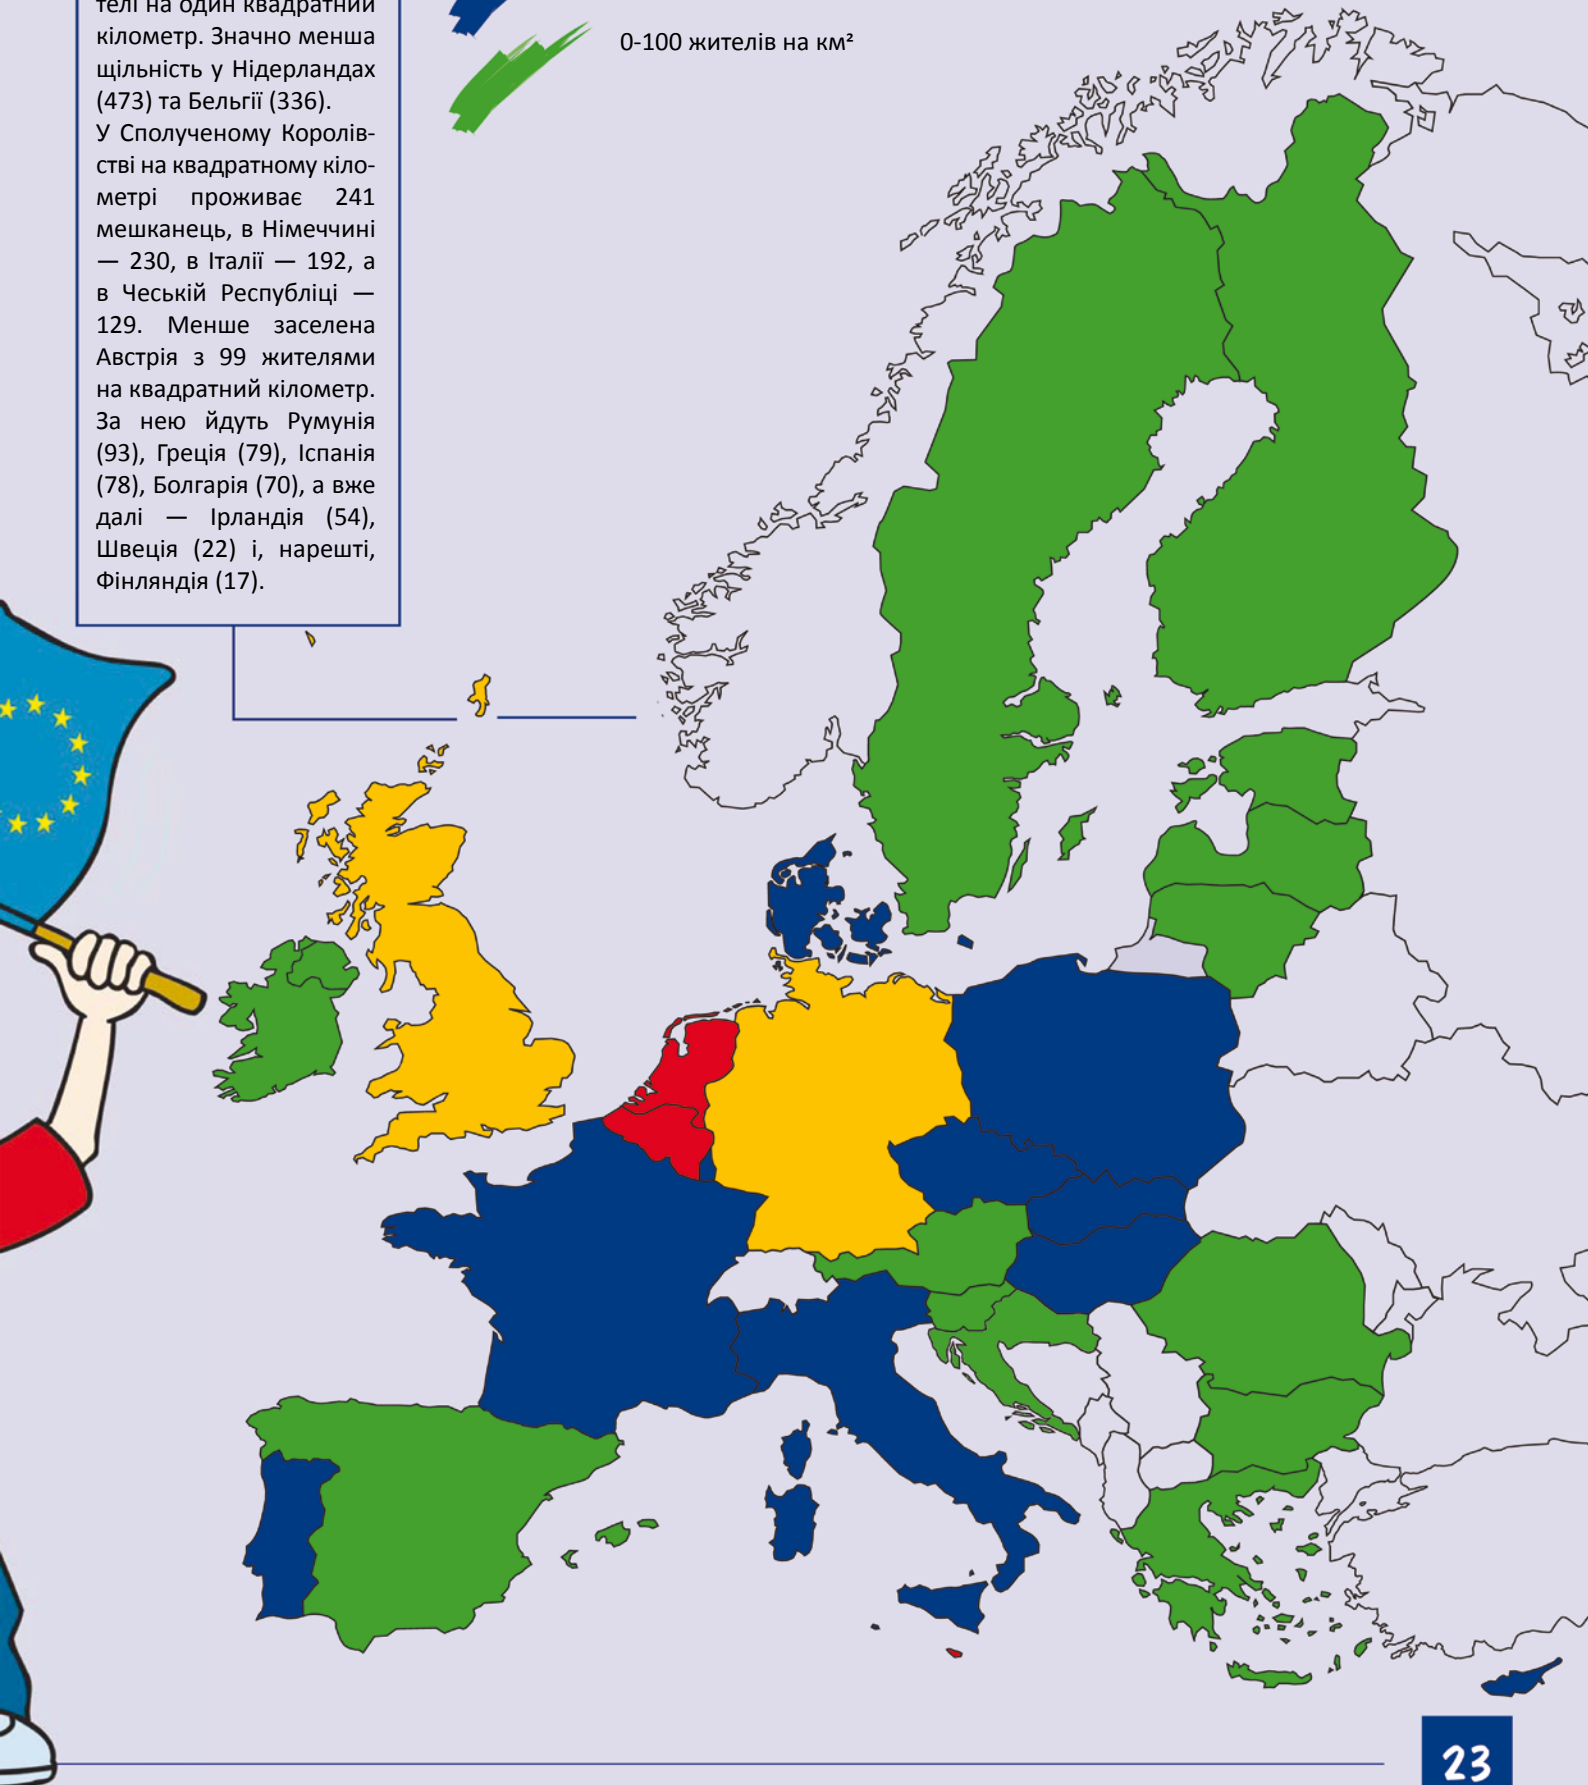 телі на один квадратний
кілометр. Значно менша
щільність у Нідерландах
(473) та Бельгії (336).
У Сполученому Королів-
стві на квадратному кіло-
метрі проживає 241
мешканець, в Німеччині
— 230, в Італії — 192, а
в Чеській Республіці —
129. Менше заселена
Австрія з 99 жителями
на квадратний кілометр.
За нею йдуть Румунія
(93), Греція (79), Іспанія
(78), Болгарія (70), а вже
далі — Ірландія (54),
Швеція (22) і, нарешті,
Фінляндія (17).
0-100 жителів на км²
23